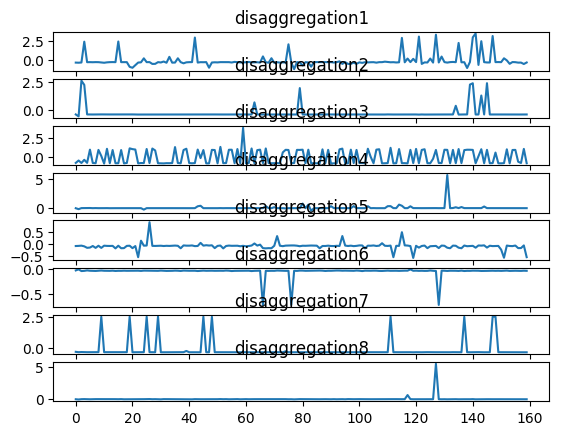 disaggregation1
2.5
0.0
disaggregation2
2.5
0.0
disaggregation3
2.5
0.0
disaggregation4
5
0
disaggregation5
0.5
0.0
−0.5
disaggregation6
0.0
−0.5
disaggregation7
2.5
0.0
disaggregation8
5
0
0 20 40 60 80 100 120 140 160